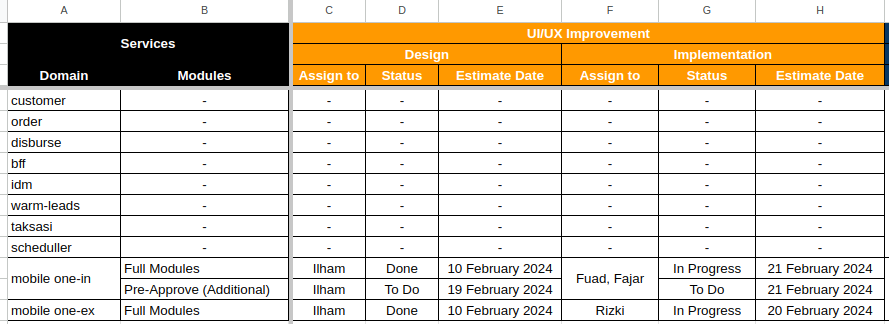 A B C D E F G H
Services UI/UX Improvement
Design Implementation
Domain Modules Assign to Status Estimate Date Assign to Status Estimate Date
customer - - - - - - -
order - - - - - - -
disburse - - - - - - -
bff - - - - - - -
idm - - - - - - -
warm-leads - - - - - - -
taksasi - - - - - - -
scheduller - - - - - - -
mobile one-in Full Modules Ilham Done 10 February 2024 Fuad, Fajar In Progress 21 February 2024
Pre-Approve (Additional) Ilham To Do 19 February 2024 To Do 21 February 2024
mobile one-ex Full Modules Ilham Done 10 February 2024 Rizki In Progress 20 February 2024